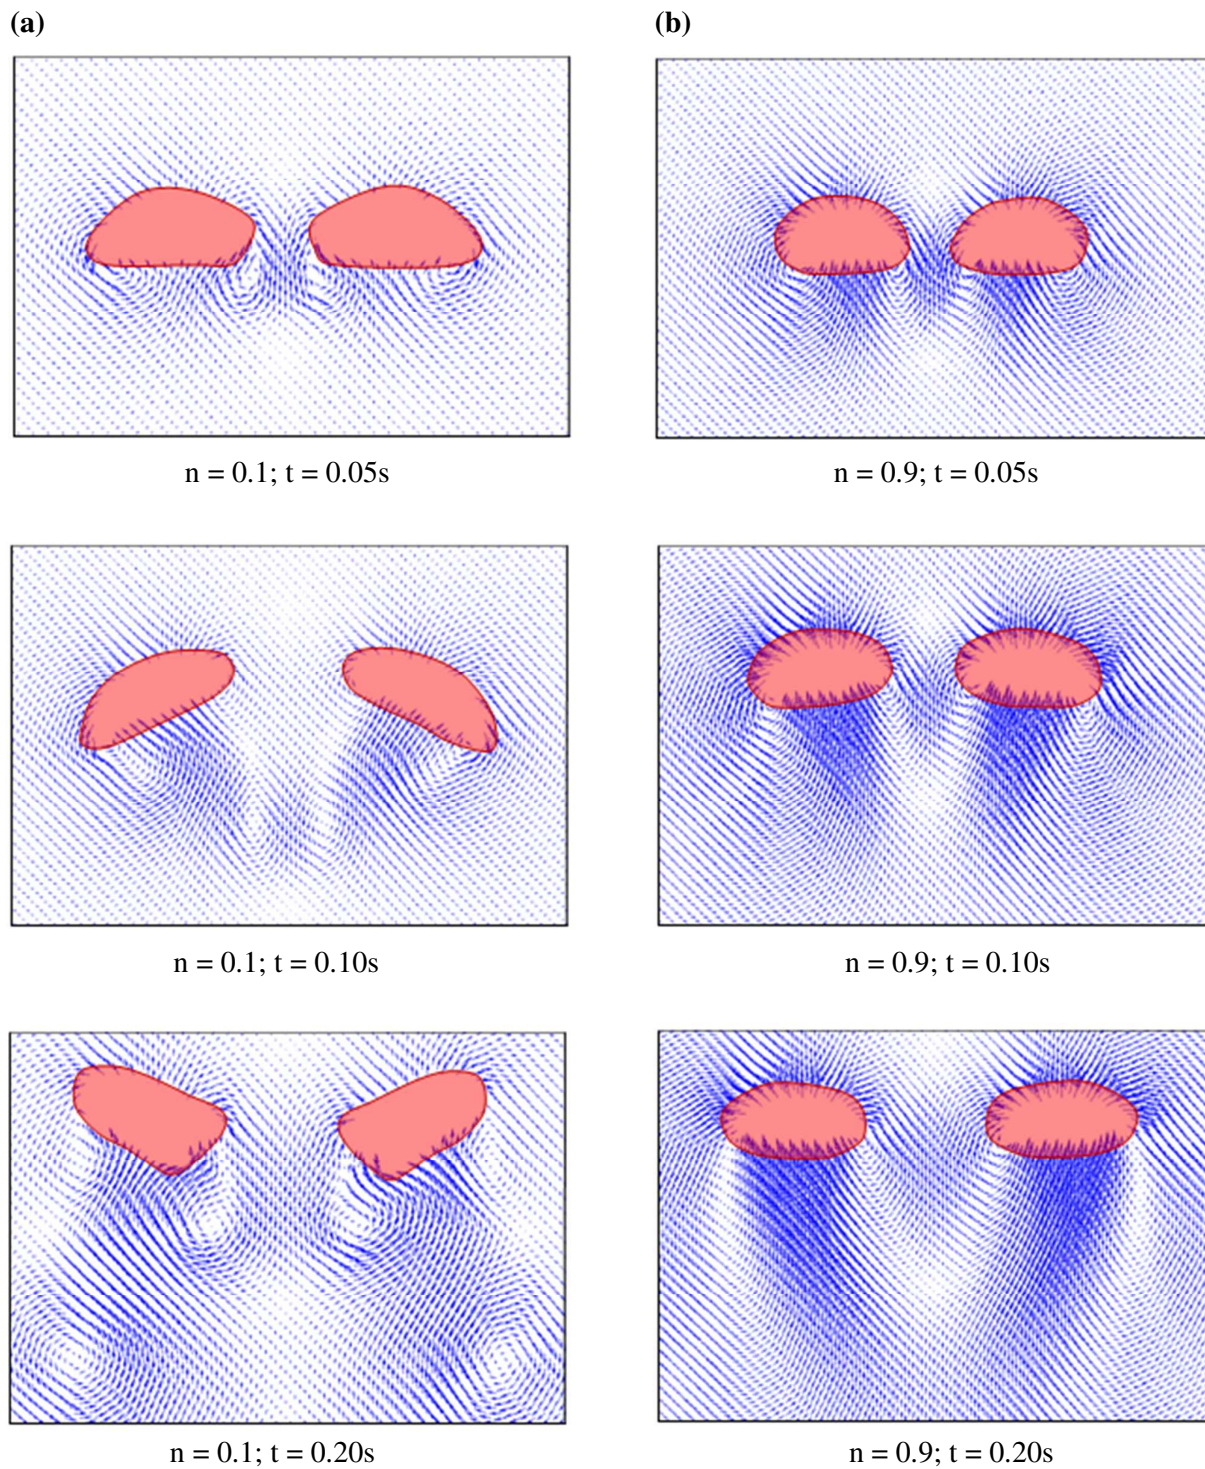 (a)
(b)
n = 0.1; t = 0.05s
n = 0.9; t = 0.05s
n = 0.1; t = 0.10s
n = 0.9; t = 0.10s
n = 0.1; t = 0.20s
n = 0.9; t = 0.20s